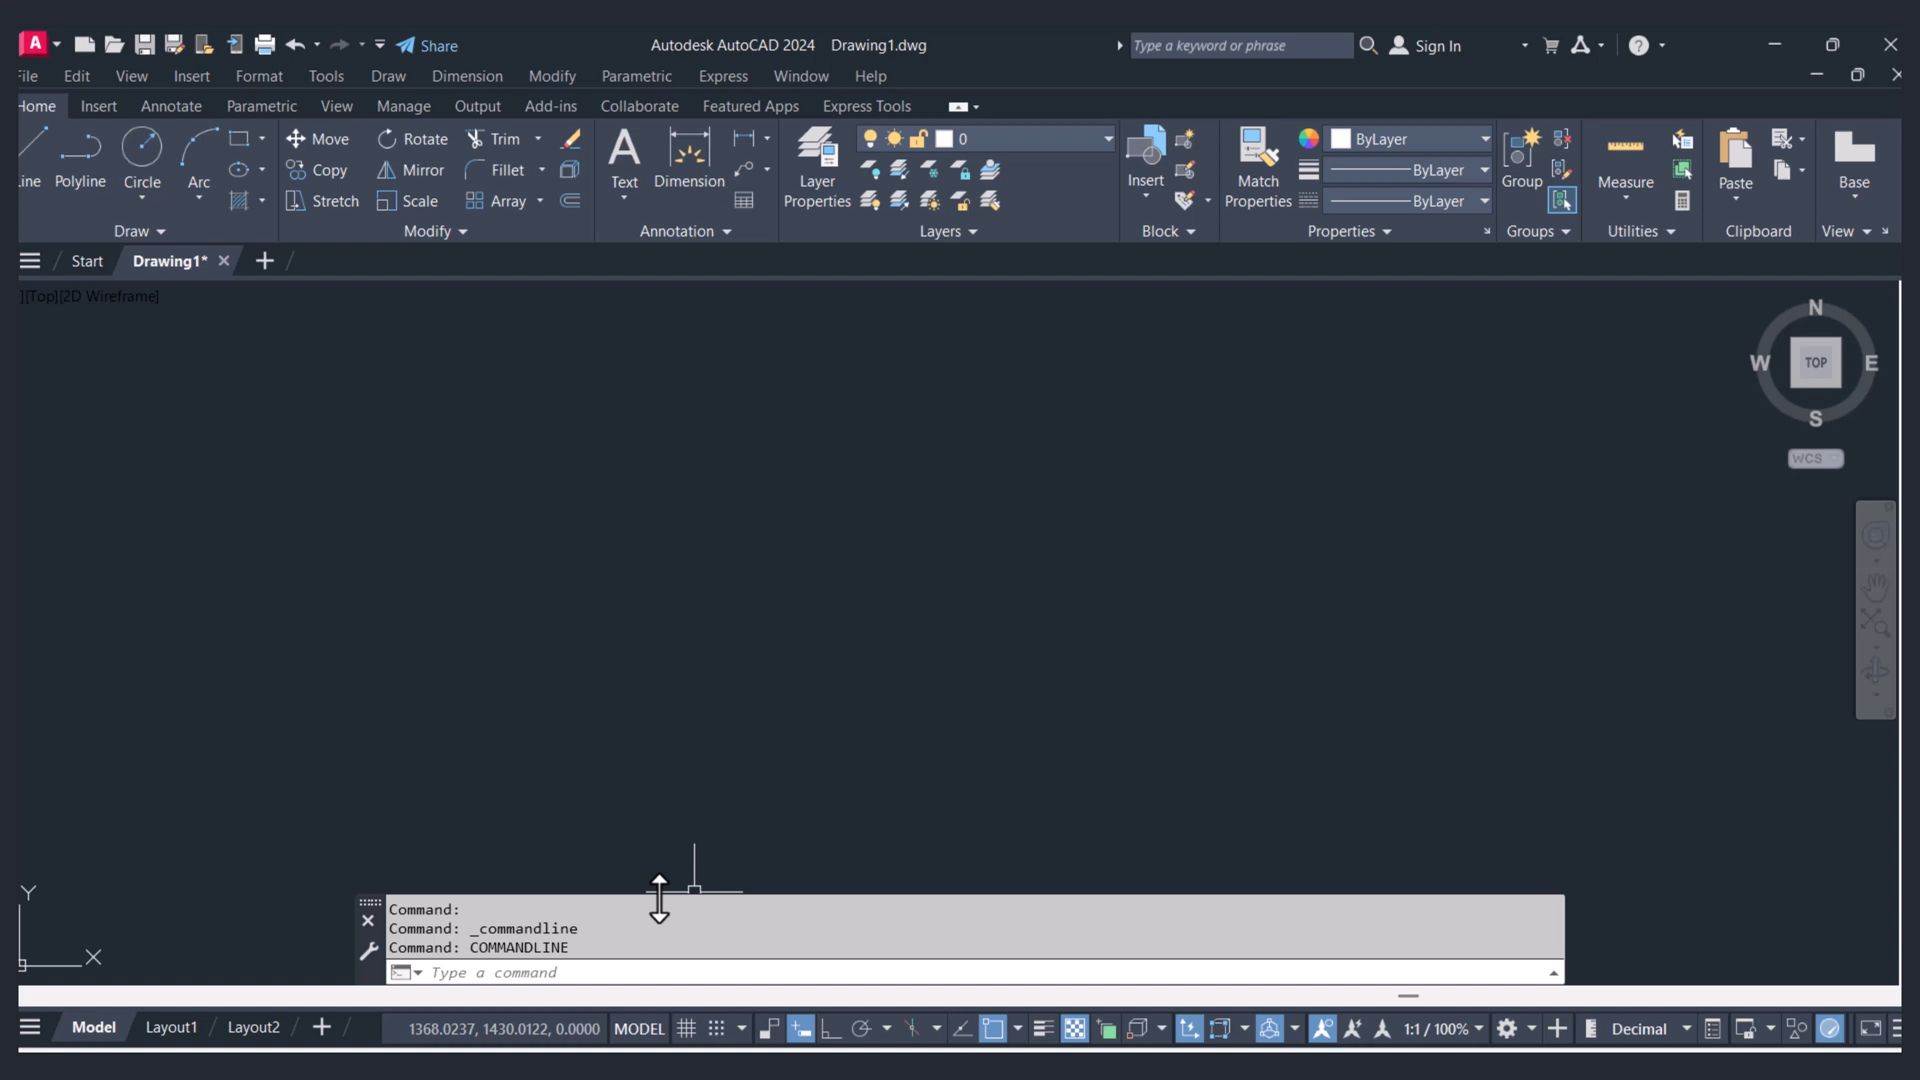 A Share Autodesk AutoCAD 2024 Drawing1.dwg Type a keyword or phrase Sign In
File Edit View Insert Format Tools Draw Dimension Modify Parametric Express Window Help
Home Insert Annotate Parametric View Manage Output Add-ins Collaborate Featured Apps Express Tools
Move Rotate Trim 0 ByLayer
Copy Mirror Fillet ByLayer
Line Polyline Circle Arc Text Dimension Layer Properties Insert Match Properties Group Measure Paste Base
Stretch Scale Array ByLayer
Draw Modify Annotation Layers Block Properties Groups Utilities Clipboard View
Start Drawing1*
][Top][2D Wireframe]
N
W TOP E
S
WCS
Y
X
Command:
Command: _commandline
Command: COMMANDLINE
Type a command
Model Layout1 Layout2 1368.0237, 1430.0122, 0.0000 MODEL 1:1 / 100% Decimal